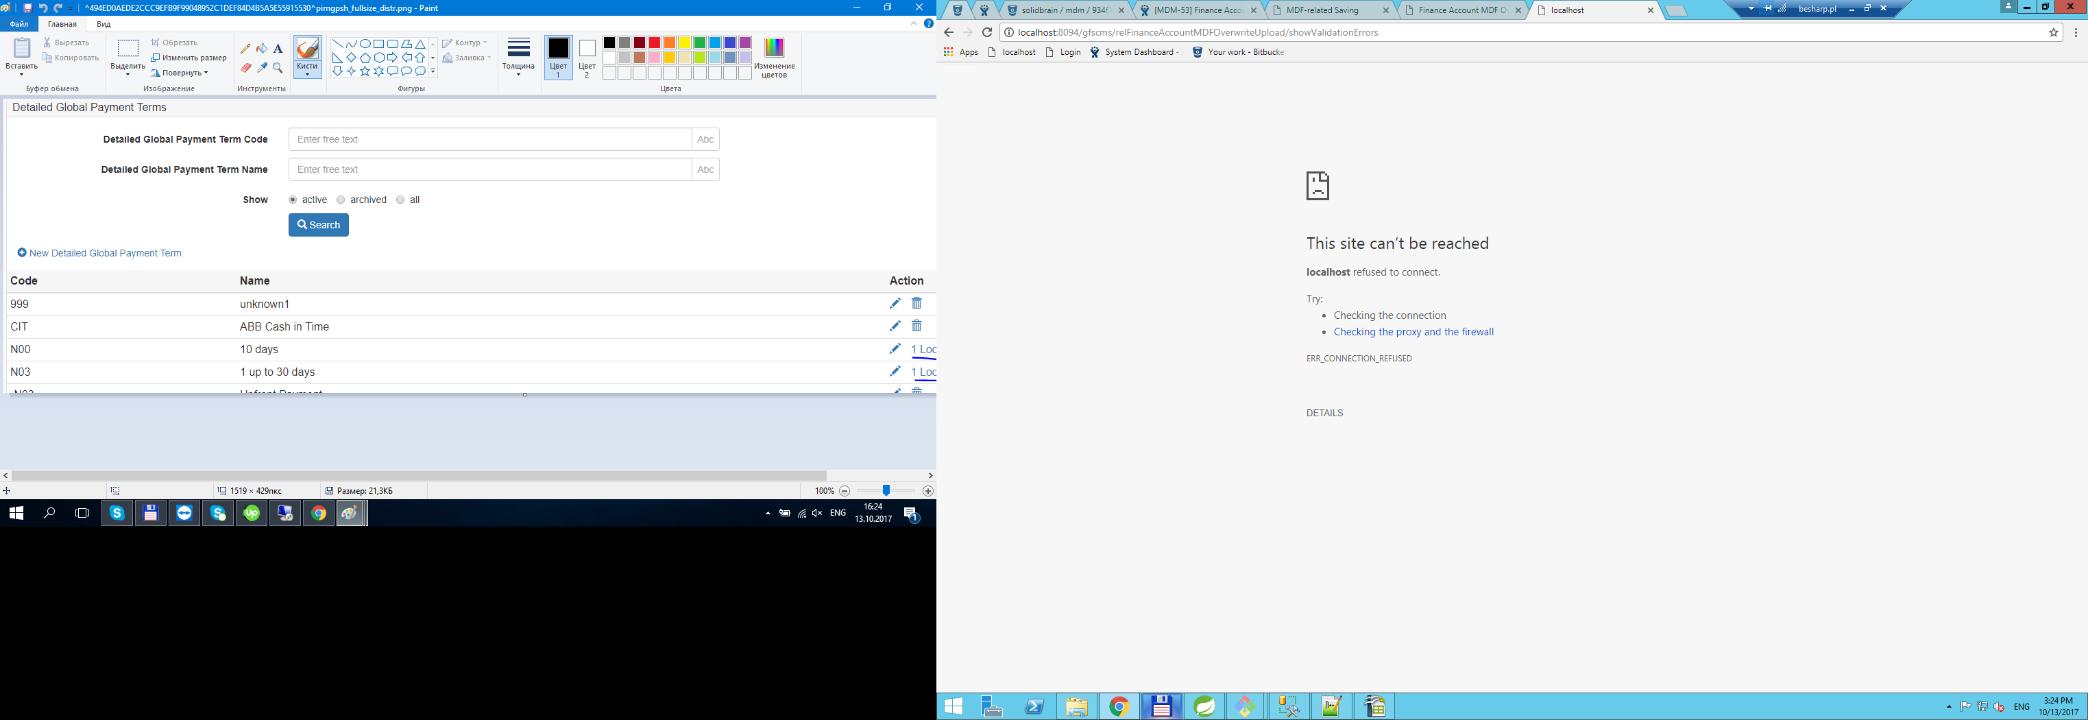 ^494ED0AEDE2CCC9EFB9F99048952C1DEF84D4B5A5E55915530^pimgpsh_fullsize_distr.png - Paint
Файл Главная Вид
Вставить
Вырезать
Копировать
Буфер обмена
Выделить
Обрезать
Изменить размер
Повернуть
Изображение
Инструменты
Кисти
Контур
Заливка
Фигуры
Толщина
Цвет 1
Цвет 2
Изменение цветов
Цвета
Detailed Global Payment Terms
Detailed Global Payment Term Code Enter free text Abc
Detailed Global Payment Term Name Enter free text Abc
Show active archived all
Search
New Detailed Global Payment Term
Code Name Action
999 unknown1
CIT ABB Cash in Time
N00 10 days 1 Loc
N03 1 up to 30 days 1 Loc
1519 × 429пкс Размер: 21,3КБ 100%
ENG 16:24
13.10.2017
solidbrain / mdm / 934f [MDM-53] Finance Acco MDF-related Saving Finance Account MDF O localhost besharp.pl
localhost:8094/gfscms/relFinanceAccountMDFOverwriteUpload/showValidationErrors
Apps localhost Login System Dashboard - Your work - Bitbucke
This site can't be reached
localhost refused to connect.
Try:
• Checking the connection
• Checking the proxy and the firewall
ERR_CONNECTION_REFUSED
DETAILS
ENG 3:24 PM
10/13/2017